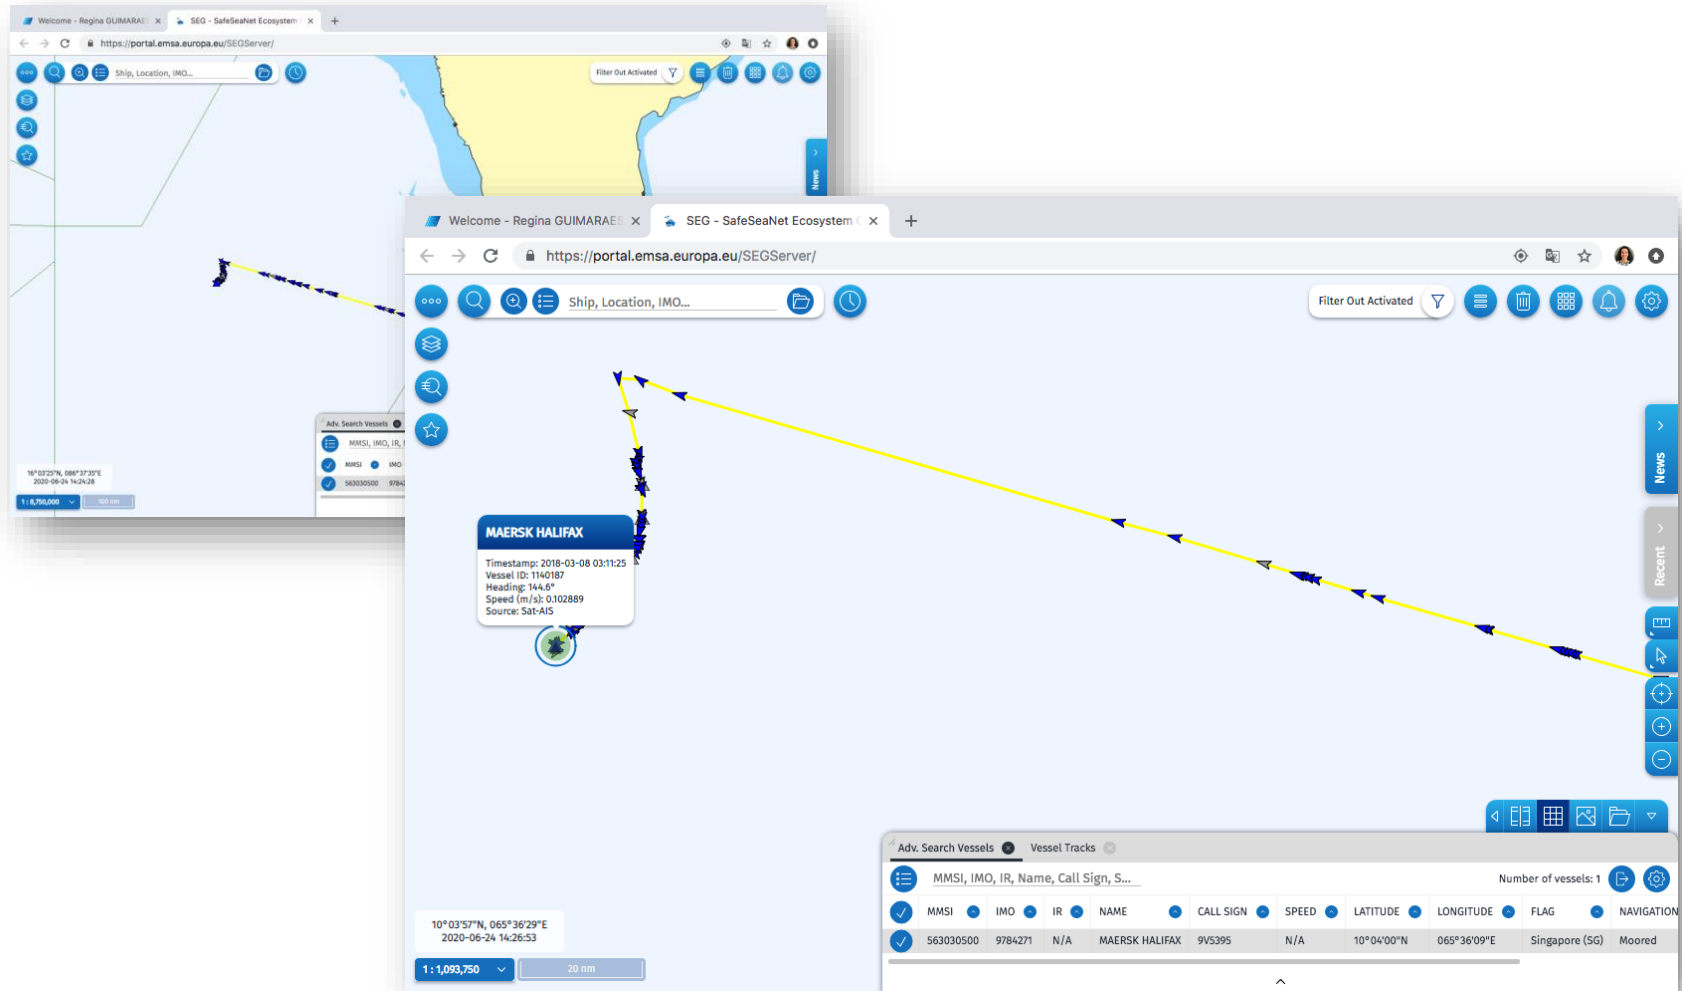 Welcome - Regina GUIMARAE
SEG - SafeSeaNet Ecosystem
https://portal.emsa.europa.eu/SEGServer/
Ship, Location, IMO...
Filter Out Activated
News
Adv. Search Vessels
MMSI, IMO, IR,
MMSI IMO
563030500 9784
16°03'25"N, 086°37'35"E
2020-06-24 14:24:28
1 : 8,750,000
100 nm
Welcome - Regina GUIMARAES
SEG - SafeSeaNet Ecosystem
https://portal.emsa.europa.eu/SEGServer/
Ship, Location, IMO...
Filter Out Activated
News
Recent
MAERSK HALIFAX
Timestamp: 2018-03-08 03:11:25
Vessel ID: 1140187
Heading: 144.6°
Speed (m/s): 0.102889
Source: Sat-AIS
Adv. Search Vessels Vessel Tracks
MMSI, IMO, IR, Name, Call Sign, S...
Number of vessels: 1
MMSI IMO IR NAME CALL SIGN SPEED LATITUDE LONGITUDE FLAG NAVIGATION
563030500 9784271 N/A MAERSK HALIFAX 9V5395 N/A 10°04'00"N 065°36'09"E Singapore (SG) Moored
10°03'57"N, 065°36'29"E
2020-06-24 14:26:53
1 : 1,093,750
20 nm